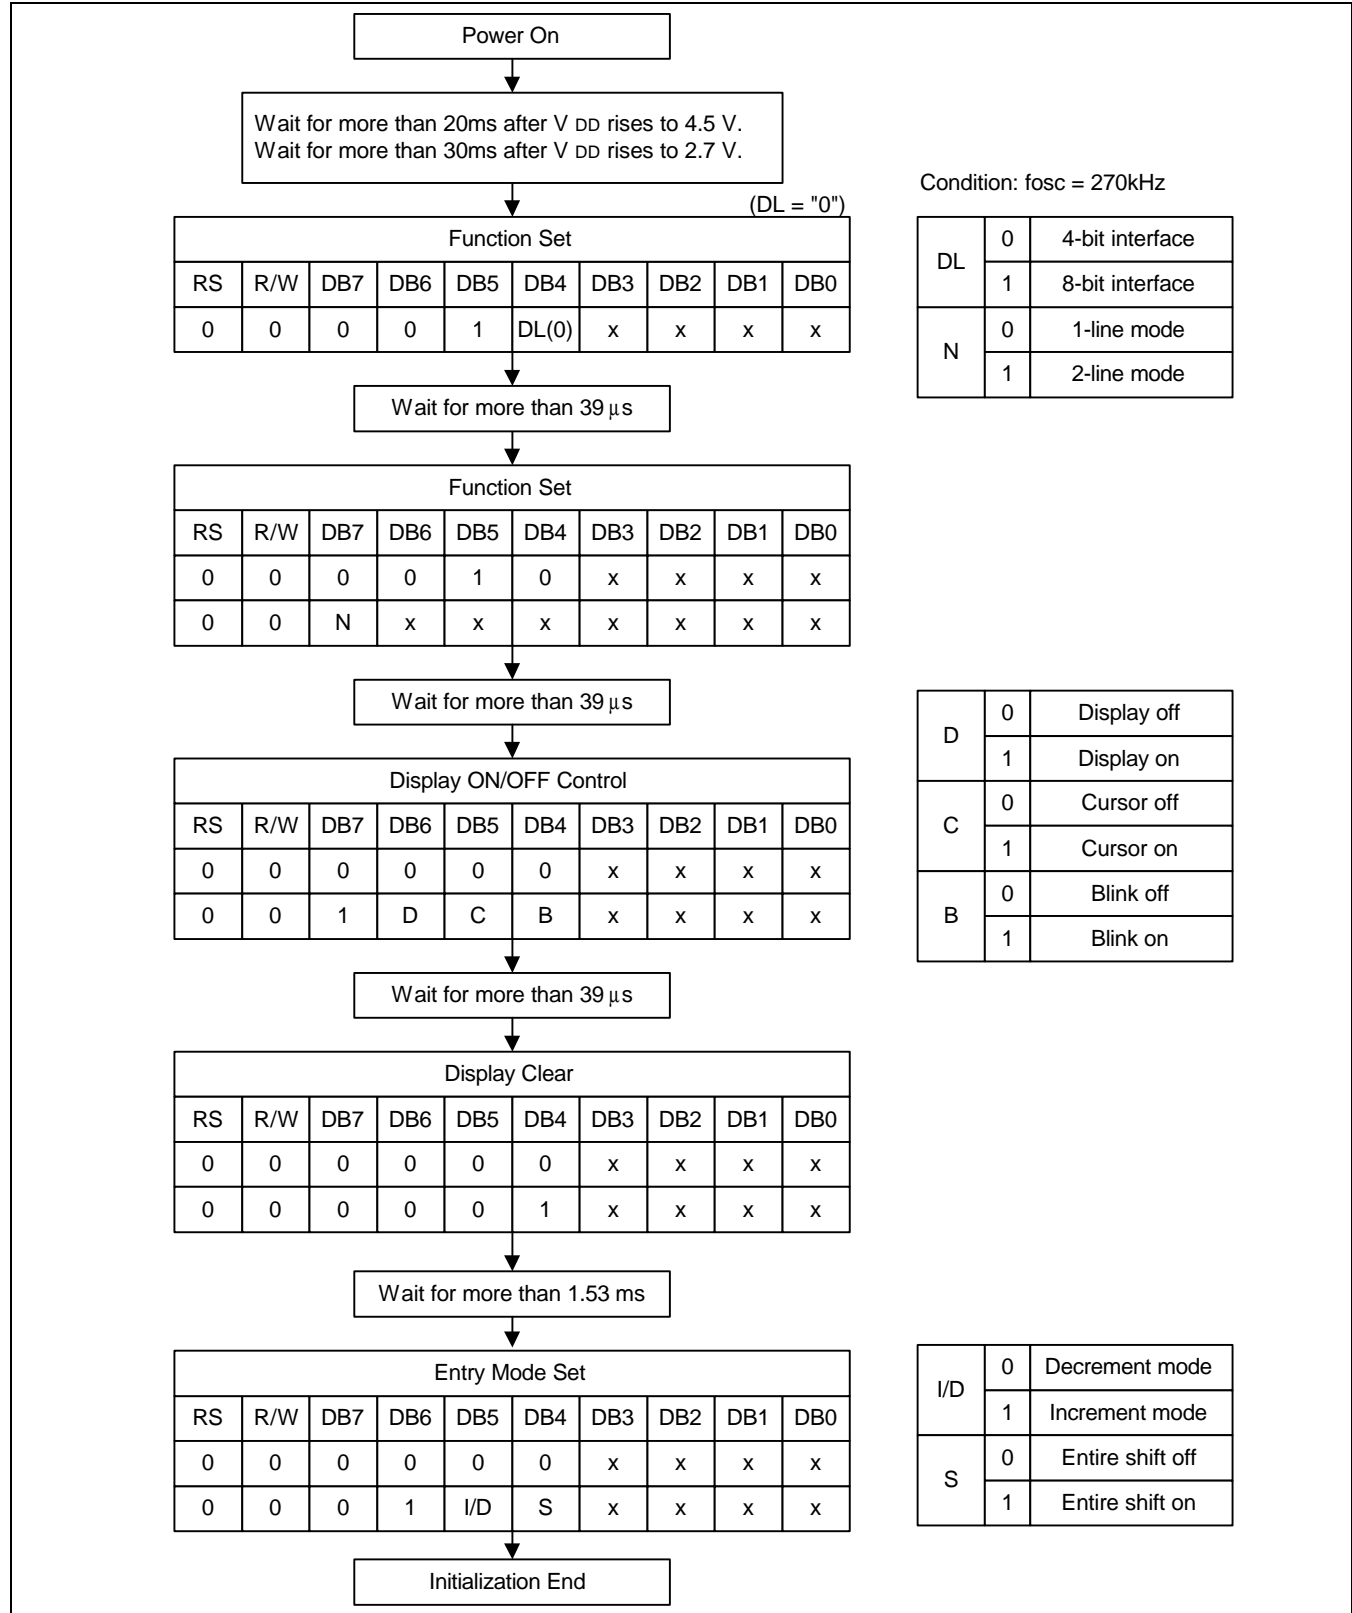 Power On
Wait for more than 20ms after V DD rises to 4.5 V.
Wait for more than 30ms after V DD rises to 2.7 V.
(DL = "0")
Function Set
RS R/W DB7 DB6 DB5 DB4 DB3 DB2 DB1 DB0
0 0 0 0 1 DL(0) x x x x
Wait for more than 39 μs
Function Set
RS R/W DB7 DB6 DB5 DB4 DB3 DB2 DB1 DB0
0 0 0 0 1 0 x x x x
0 0 N x x x x x x x
Wait for more than 39 μs
Display ON/OFF Control
RS R/W DB7 DB6 DB5 DB4 DB3 DB2 DB1 DB0
0 0 0 0 0 0 x x x x
0 0 1 D C B x x x x
Wait for more than 39 μs
Display Clear
RS R/W DB7 DB6 DB5 DB4 DB3 DB2 DB1 DB0
0 0 0 0 0 0 x x x x
0 0 0 0 0 1 x x x x
Wait for more than 1.53 ms
Entry Mode Set
RS R/W DB7 DB6 DB5 DB4 DB3 DB2 DB1 DB0
0 0 0 0 0 0 x x x x
0 0 0 1 I/D S x x x x
Initialization End
Condition: fosc = 270kHz
DL
0 4-bit interface
1 8-bit interface
N
0 1-line mode
1 2-line mode
D
0 Display off
1 Display on
C
0 Cursor off
1 Cursor on
B
0 Blink off
1 Blink on
I/D
0 Decrement mode
1 Increment mode
S
0 Entire shift off
1 Entire shift on